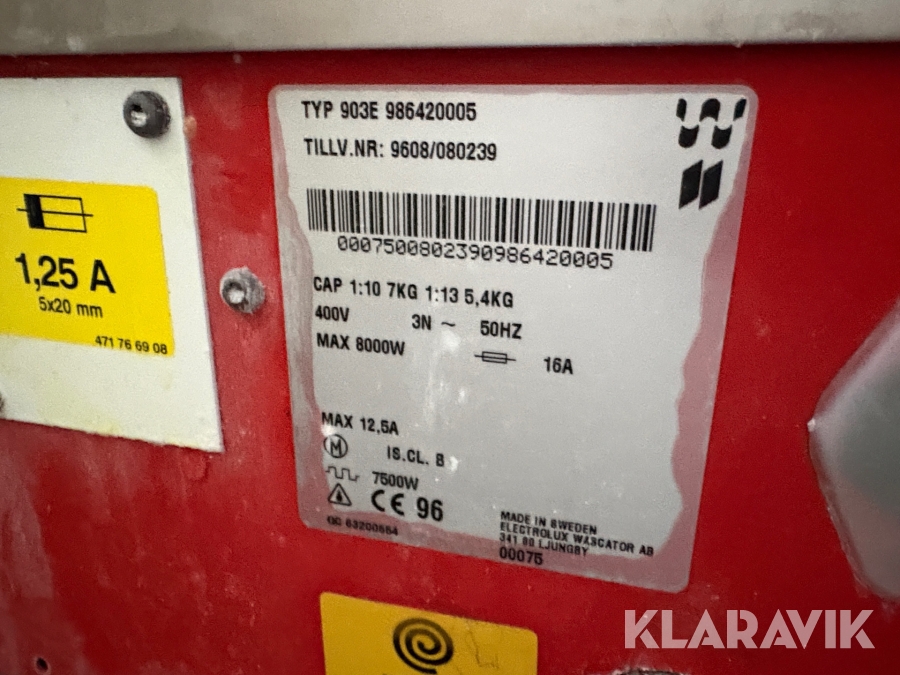 TYP 903E 986420005
TILLV.NR: 9608/080239
0007500802390986420005
CAP 1:10 7KG 1:13 5,4KG
400V 3N ~ 50HZ
MAX 8000W 16A
MAX 12,5A
M IS.CL. B
7500W
CE 96
MADE IN SWEDEN
ELECTROLUX WASCATOR AB
341 80 LJUNGBY
00075
1,25 A
5x20 mm
471 76 69 08
KLARAVIK